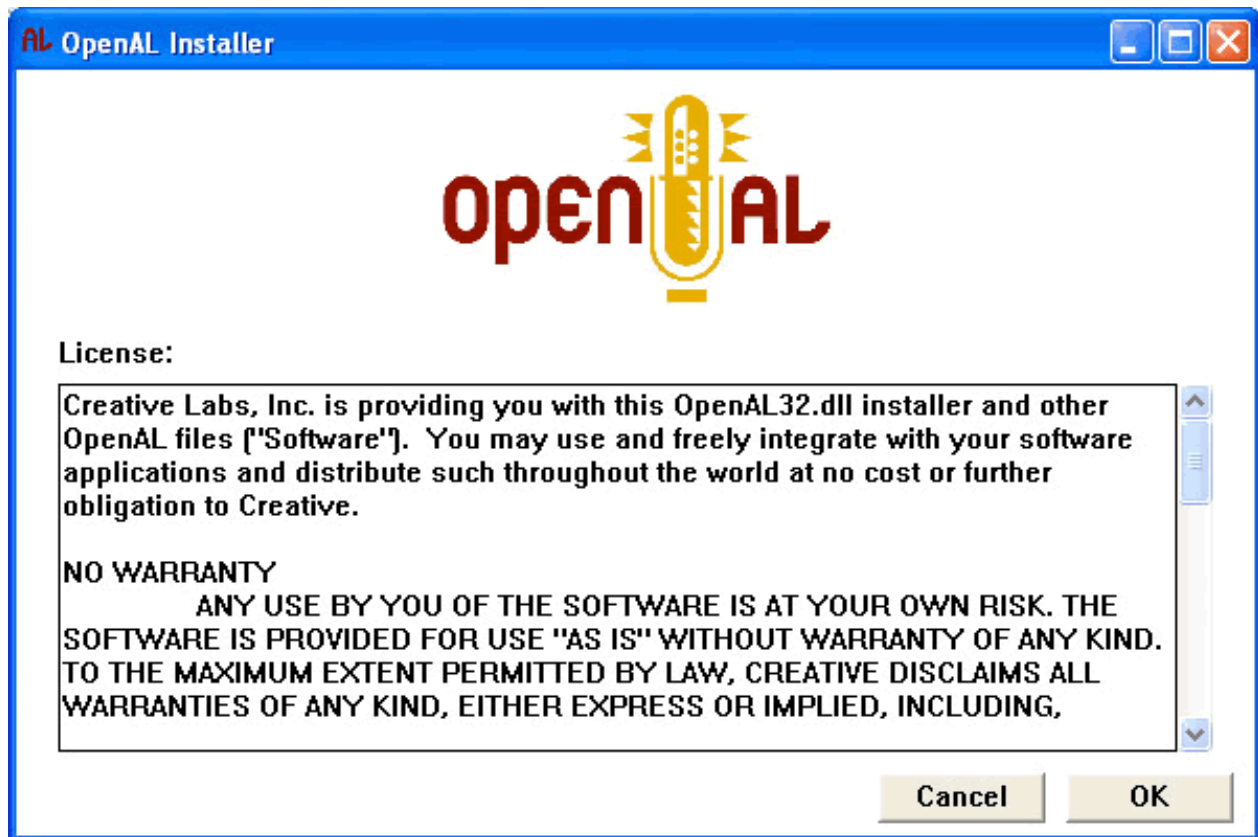 AL OpenAL Installer
OPEN AL
License:
Creative Labs, Inc. is providing you with this OpenAL32.dll installer and other
OpenAL files ("Software").  You may use and freely integrate with your software
applications and distribute such throughout the world at no cost or further
obligation to Creative.
NO WARRANTY
ANY USE BY YOU OF THE SOFTWARE IS AT YOUR OWN RISK. THE
SOFTWARE IS PROVIDED FOR USE "AS IS" WITHOUT WARRANTY OF ANY KIND.
TO THE MAXIMUM EXTENT PERMITTED BY LAW, CREATIVE DISCLAIMS ALL
WARRANTIES OF ANY KIND, EITHER EXPRESS OR IMPLIED, INCLUDING,
Cancel OK